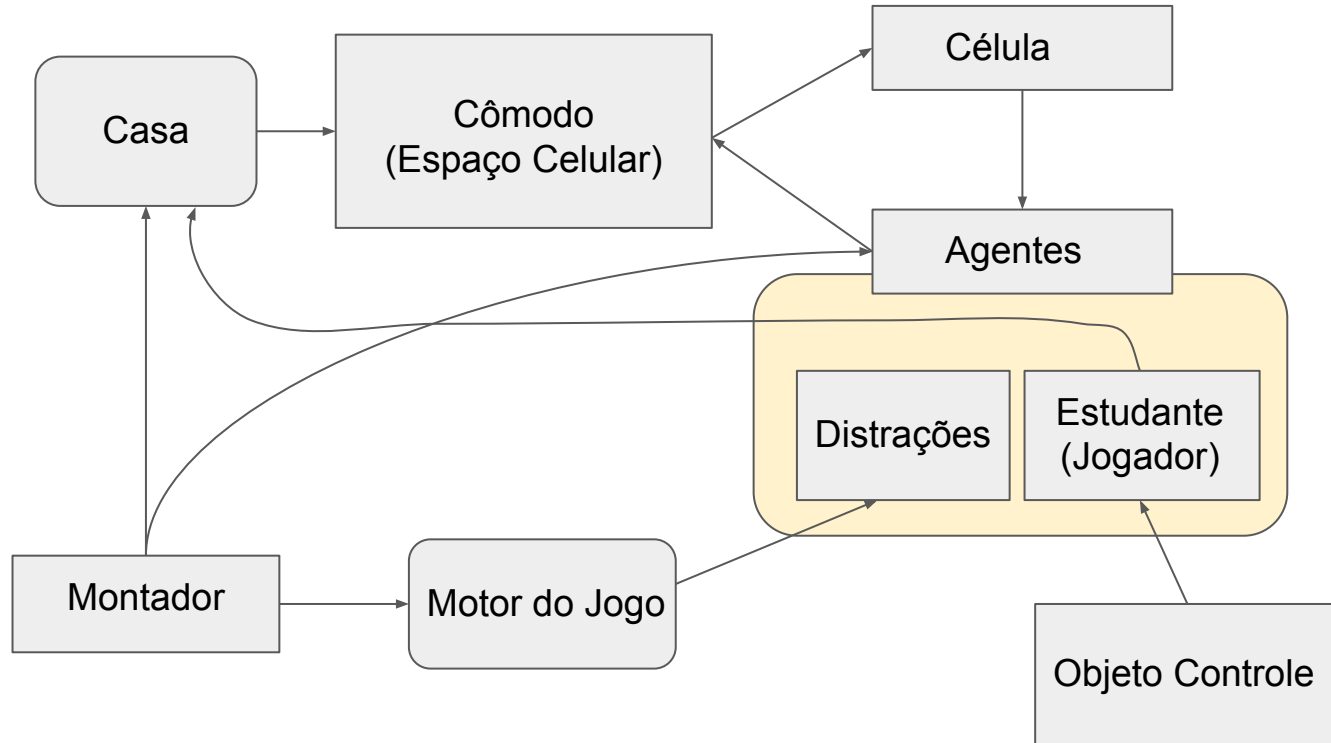 Célula
Casa
Cômodo
(Espaço Celular)
Agentes
Distrações
Estudante
(Jogador)
Montador
Motor do Jogo
Objeto Controle